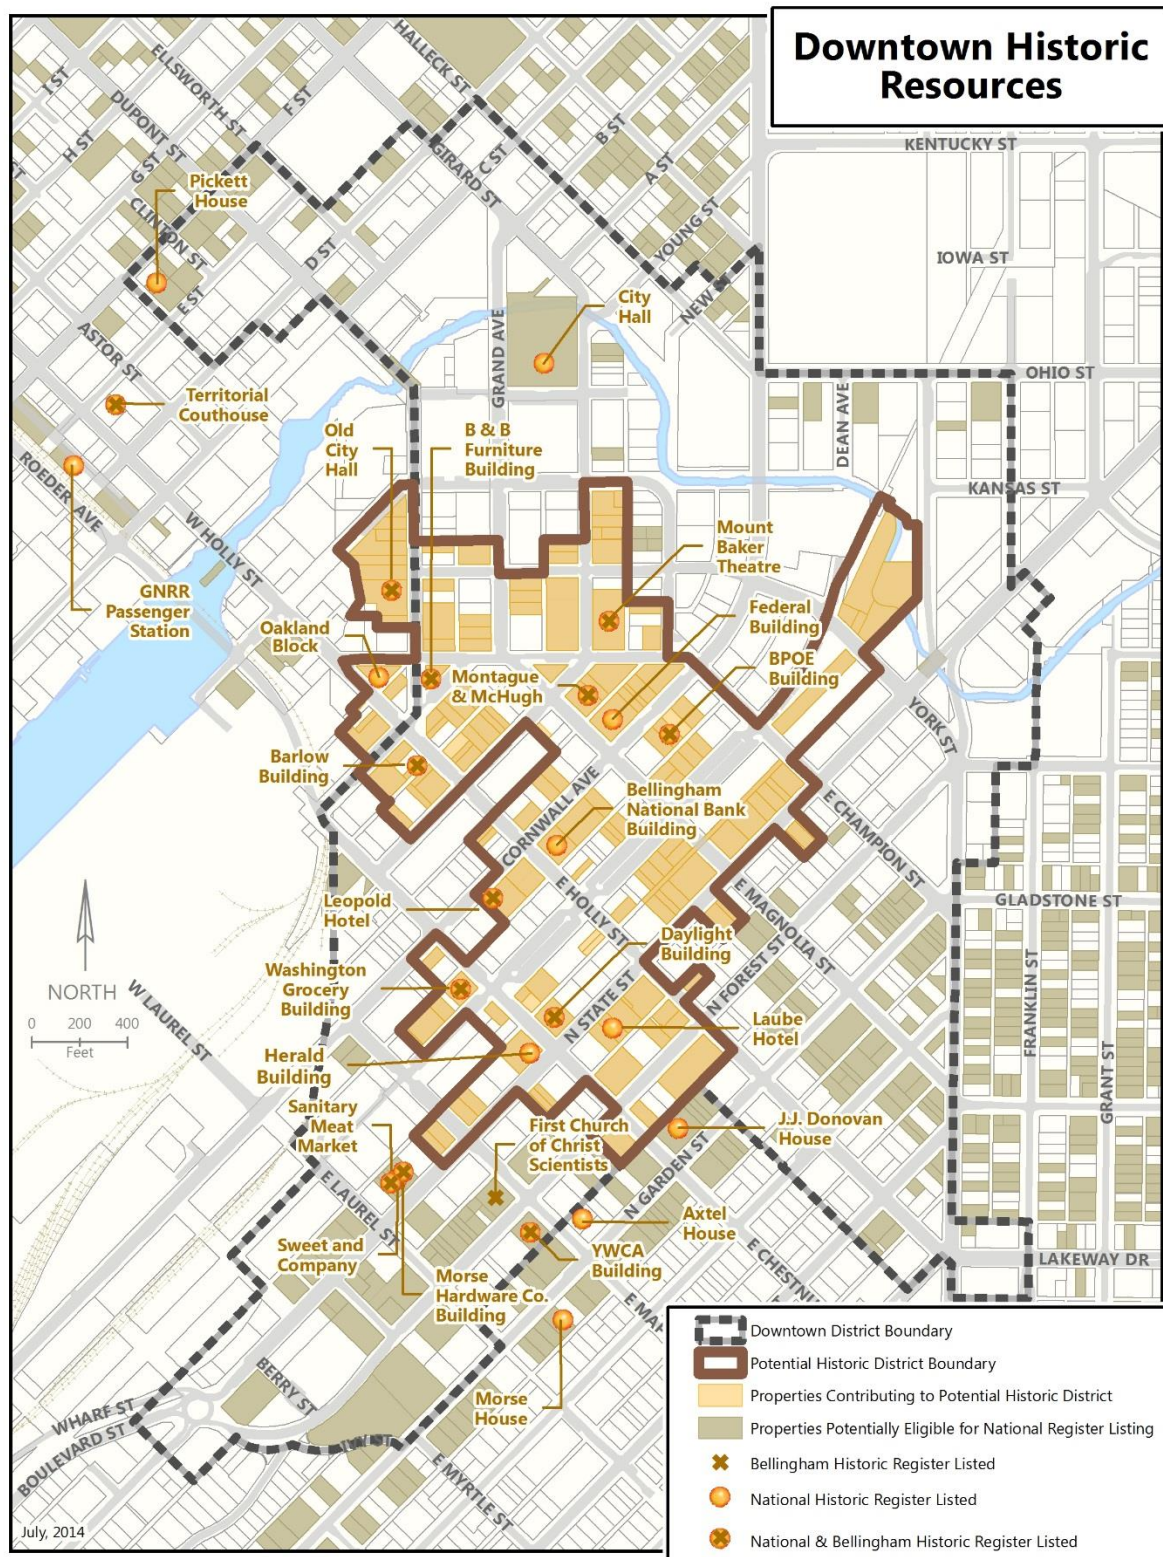 Downtown Historic
Resources
I ST
H ST
G ST
ELLSWORTH ST
DUPONT ST
F ST
HALLECK ST
GIRARD ST
C ST
B ST
A ST
YOUNG ST
KENTUCKY ST
IOWA ST
Pickett
House
CLINTON ST
D ST
E ST
ASTOR ST
City
Hall
GRAND AVE
OHIO ST
DEAN AVE
Territorial
Couthouse
Old
City
Hall
B & B
Furniture
Building
KANSAS ST
ROEDER AVE
W HOLLY ST
Mount
Baker
Theatre
GNRR
Passenger
Station
Oakland
Block
Federal
Building
Montague
& McHugh
BPOE
Building
YORK ST
Barlow
Building
CORNWALL AVE
Bellingham
National Bank
Building
E CHAMPION ST
E HOLLY ST
E MAGNOLIA ST
Leopold
Hotel
GLADSTONE ST
Daylight
Building
N FOREST ST
FRANKLIN ST
Washington
Grocery
Building
NORTH
0 200 400
Feet
W LAUREL ST
N STATE ST
Laube
Hotel
Herald
Building
GRANT ST
Sanitary
Meat
Market
First Church
of Christ
Scientists
J.J. Donovan
House
N GARDEN ST
E LAUREL ST
Axtel
House
Sweet and
Company
YWCA
Building
LAKEWAY DR
Morse
Hardware Co.
Building
BERRY ST
Morse
House
WHARF ST
BOULEVARD ST
E MYRTLE ST
July, 2014
Downtown District Boundary
Potential Historic District Boundary
Properties Contributing to Potential Historic District
Properties Potentially Eligible for National Register Listing
Bellingham Historic Register Listed
National Historic Register Listed
National & Bellingham Historic Register Listed